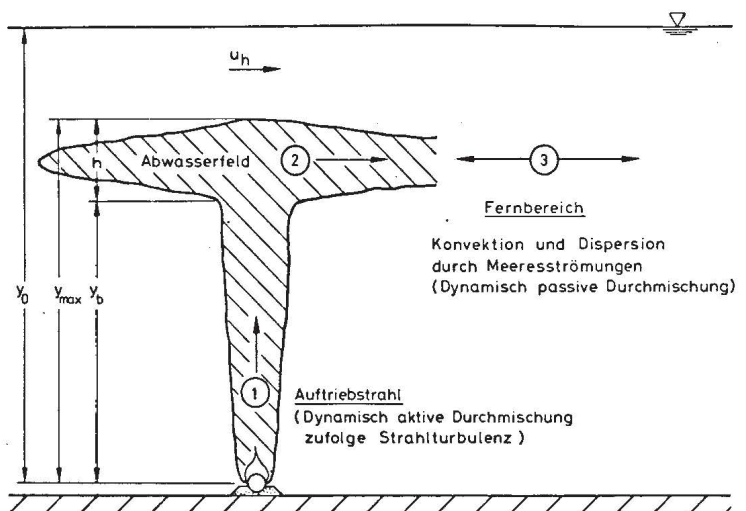 u_h
h
Abwasserfeld
2
3
Fernbereich
Konvektion und Dispersion
durch Meeresströmungen
(Dynamisch passive Durchmischung)
y_0
y_max
y_b
1
Auftriebstrahl
(Dynamisch aktive Durchmischung
zufolge Strahlturbulenz)